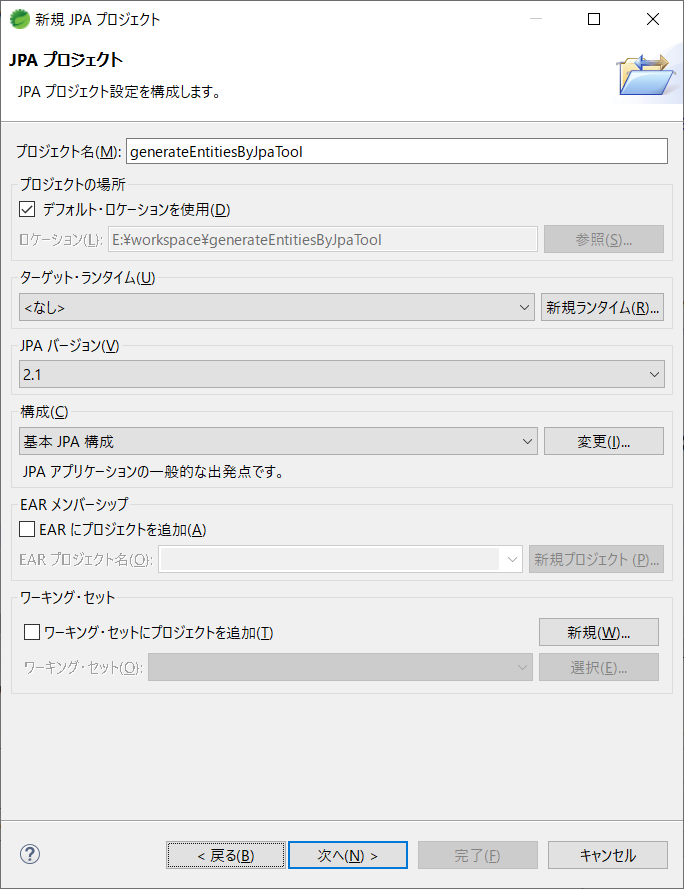 新規 JPA プロジェクト
JPA プロジェクト
JPA プロジェクト設定を構成します。
プロジェクト名(M): generateEntitiesByJpaTool
プロジェクトの場所
デフォルト・ロケーションを使用(D)
ロケーション(L): E:¥workspace¥generateEntitiesByJpaTool 参照(S)...
ターゲット・ランタイム(U)
<なし> 新規ランタイム(R)...
JPA バージョン(V)
2.1
構成(C)
基本 JPA 構成 変更(I)...
JPA アプリケーションの一般的な出発点です。
EAR メンバーシップ
EAR にプロジェクトを追加(A)
EAR プロジェクト名(O): 新規プロジェクト (P)...
ワーキング・セット
ワーキング・セットにプロジェクトを追加(T) 新規(W)...
ワーキング・セット(O): 選択(E)...
? < 戻る(B) 次へ(N) > 完了(F) キャンセル